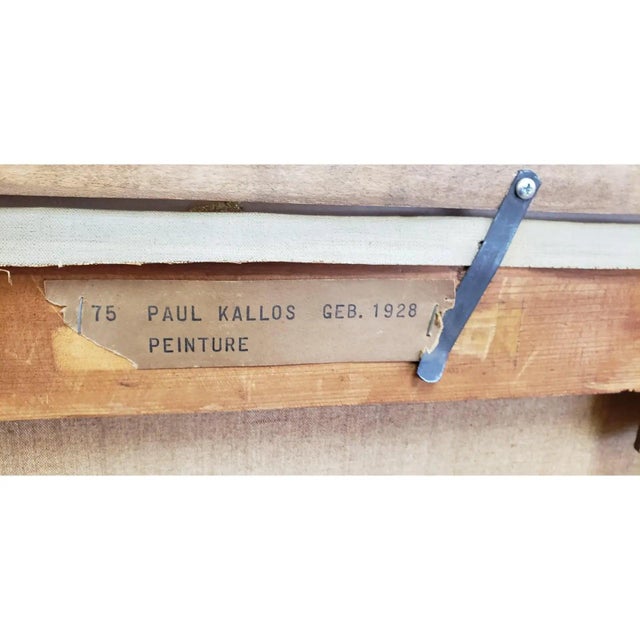 75 PAUL KALLOS GEB. 1928
PEINTURE